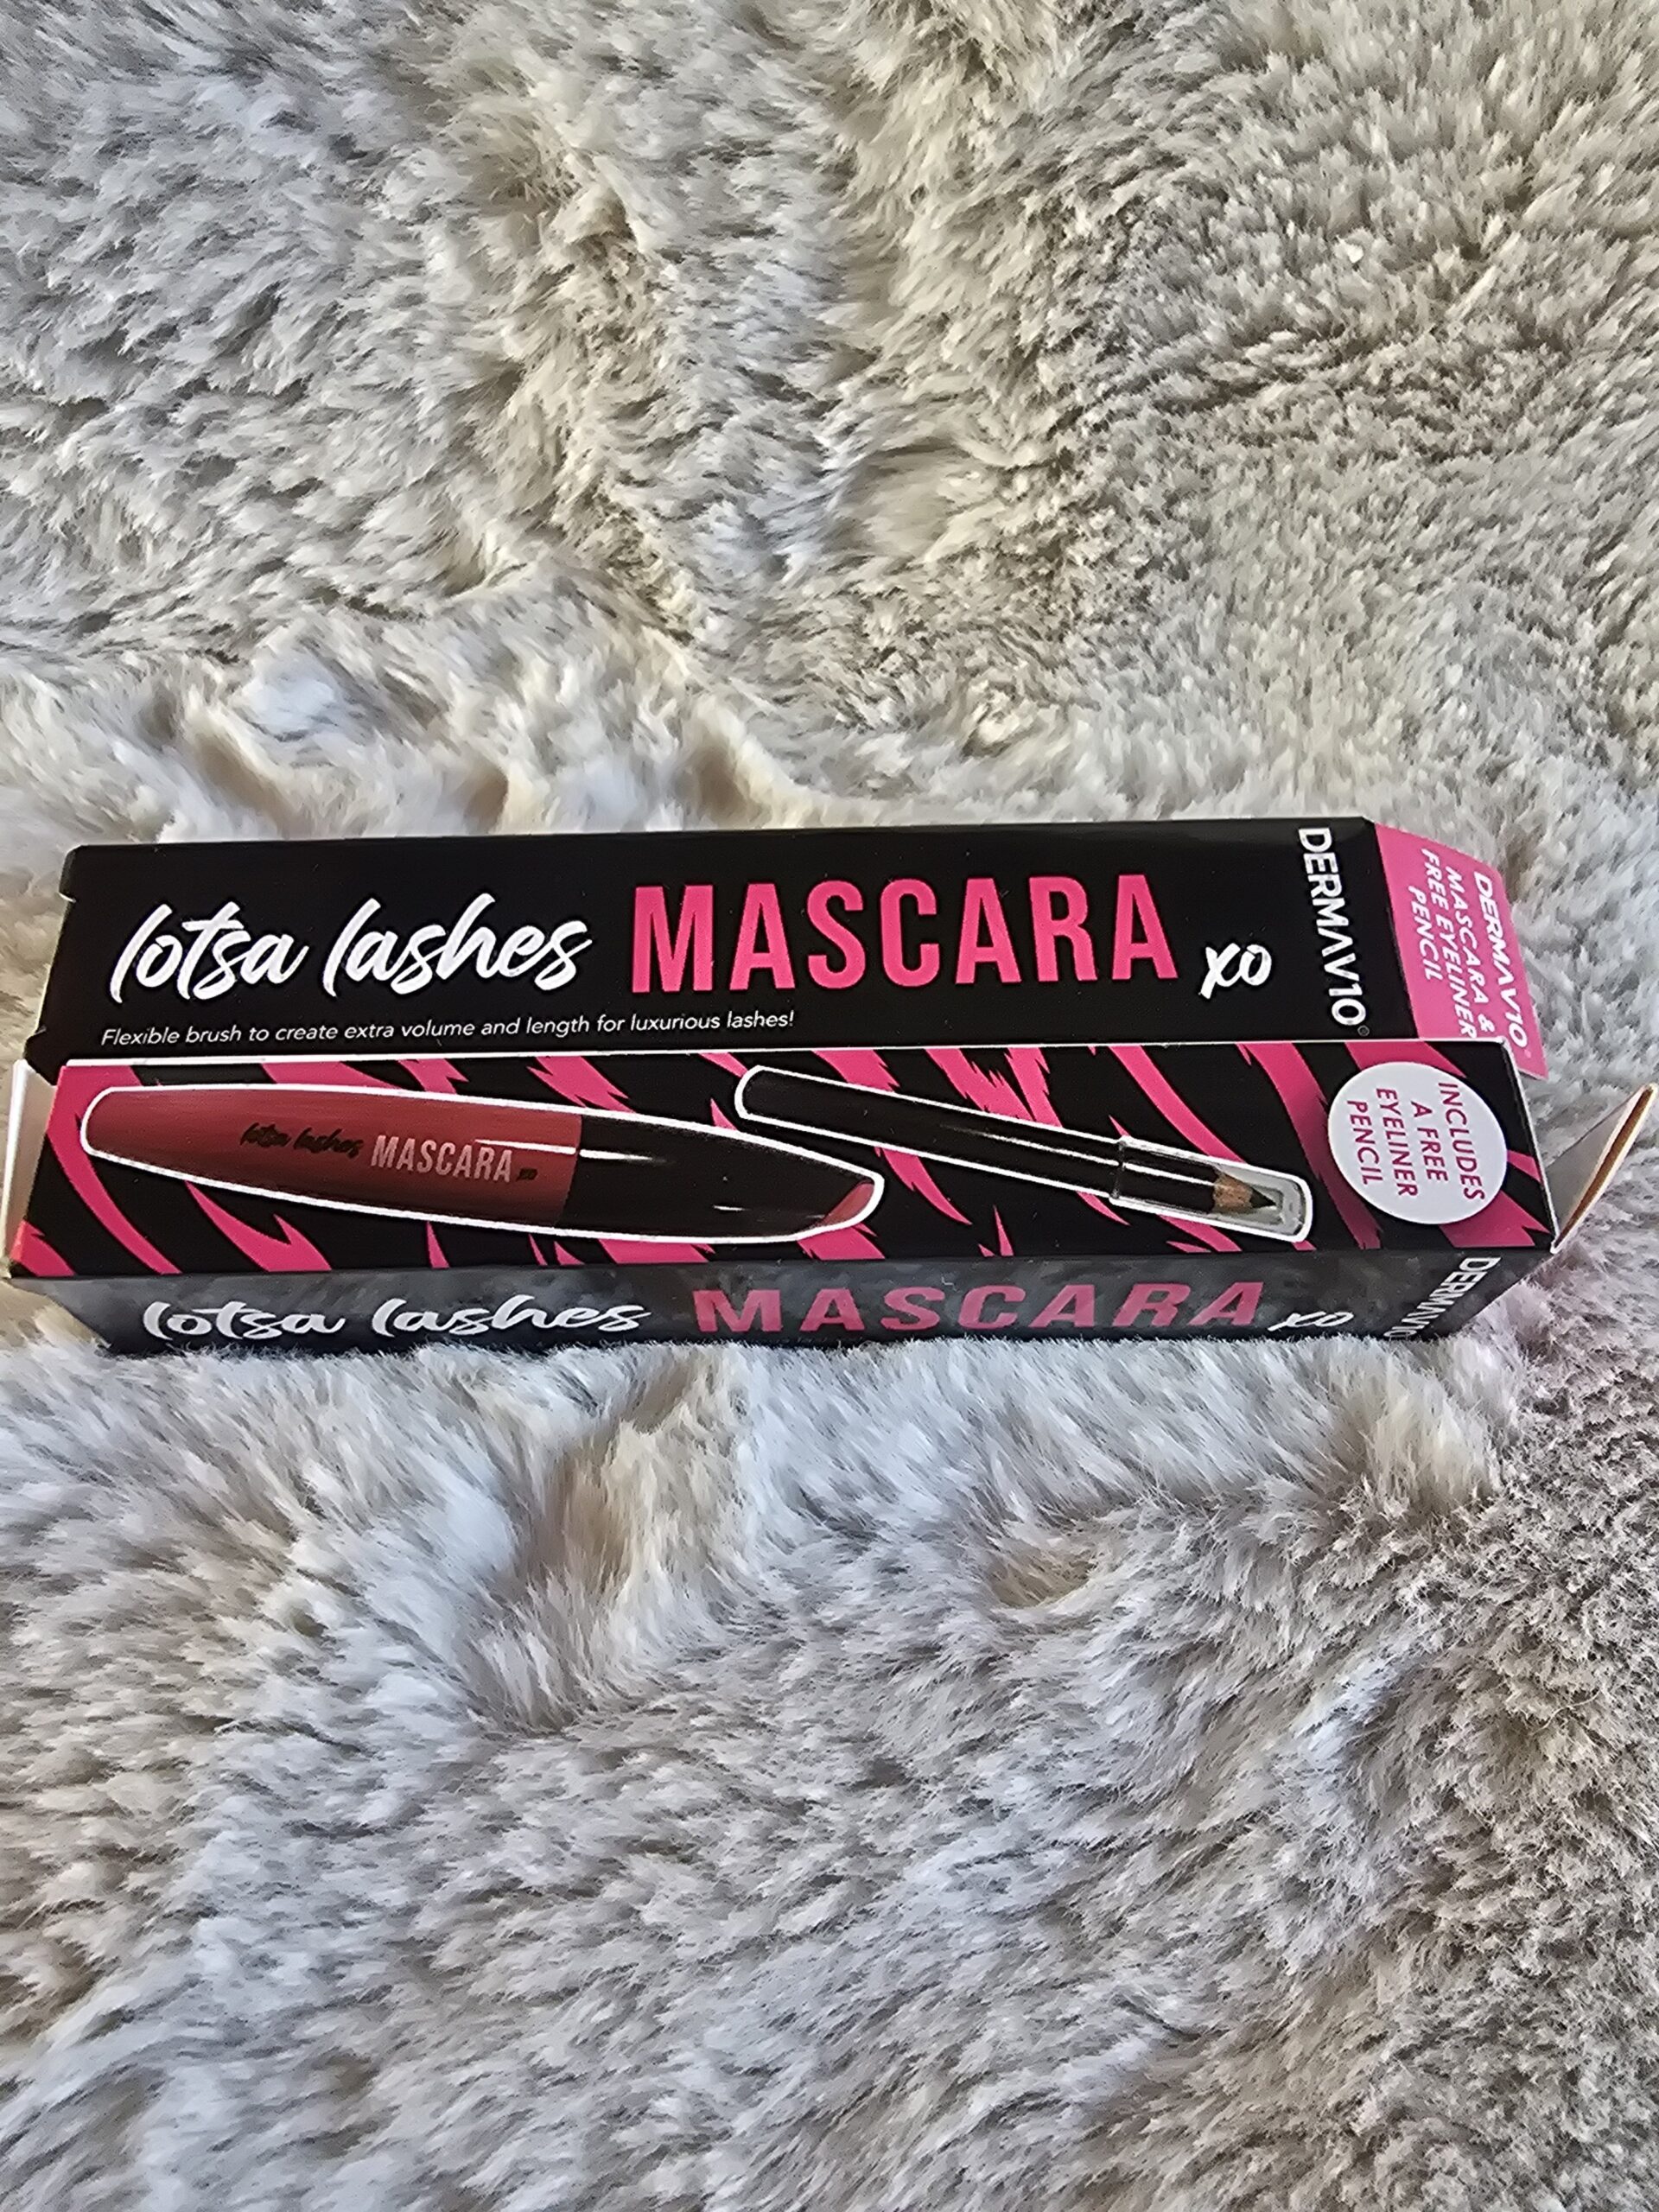 lotsa lashes MASCARA xo
Flexible brush to create extra volume and length for luxurious lashes!
DERMAV10®
DERMAV10®
MASCARA &
FREE EYELINER
PENCIL
lotsa lashes MASCARA xo
INCLUDES
A FREE
EYELINER
PENCIL
lotsa lashes MASCARA xo
DERMAV10